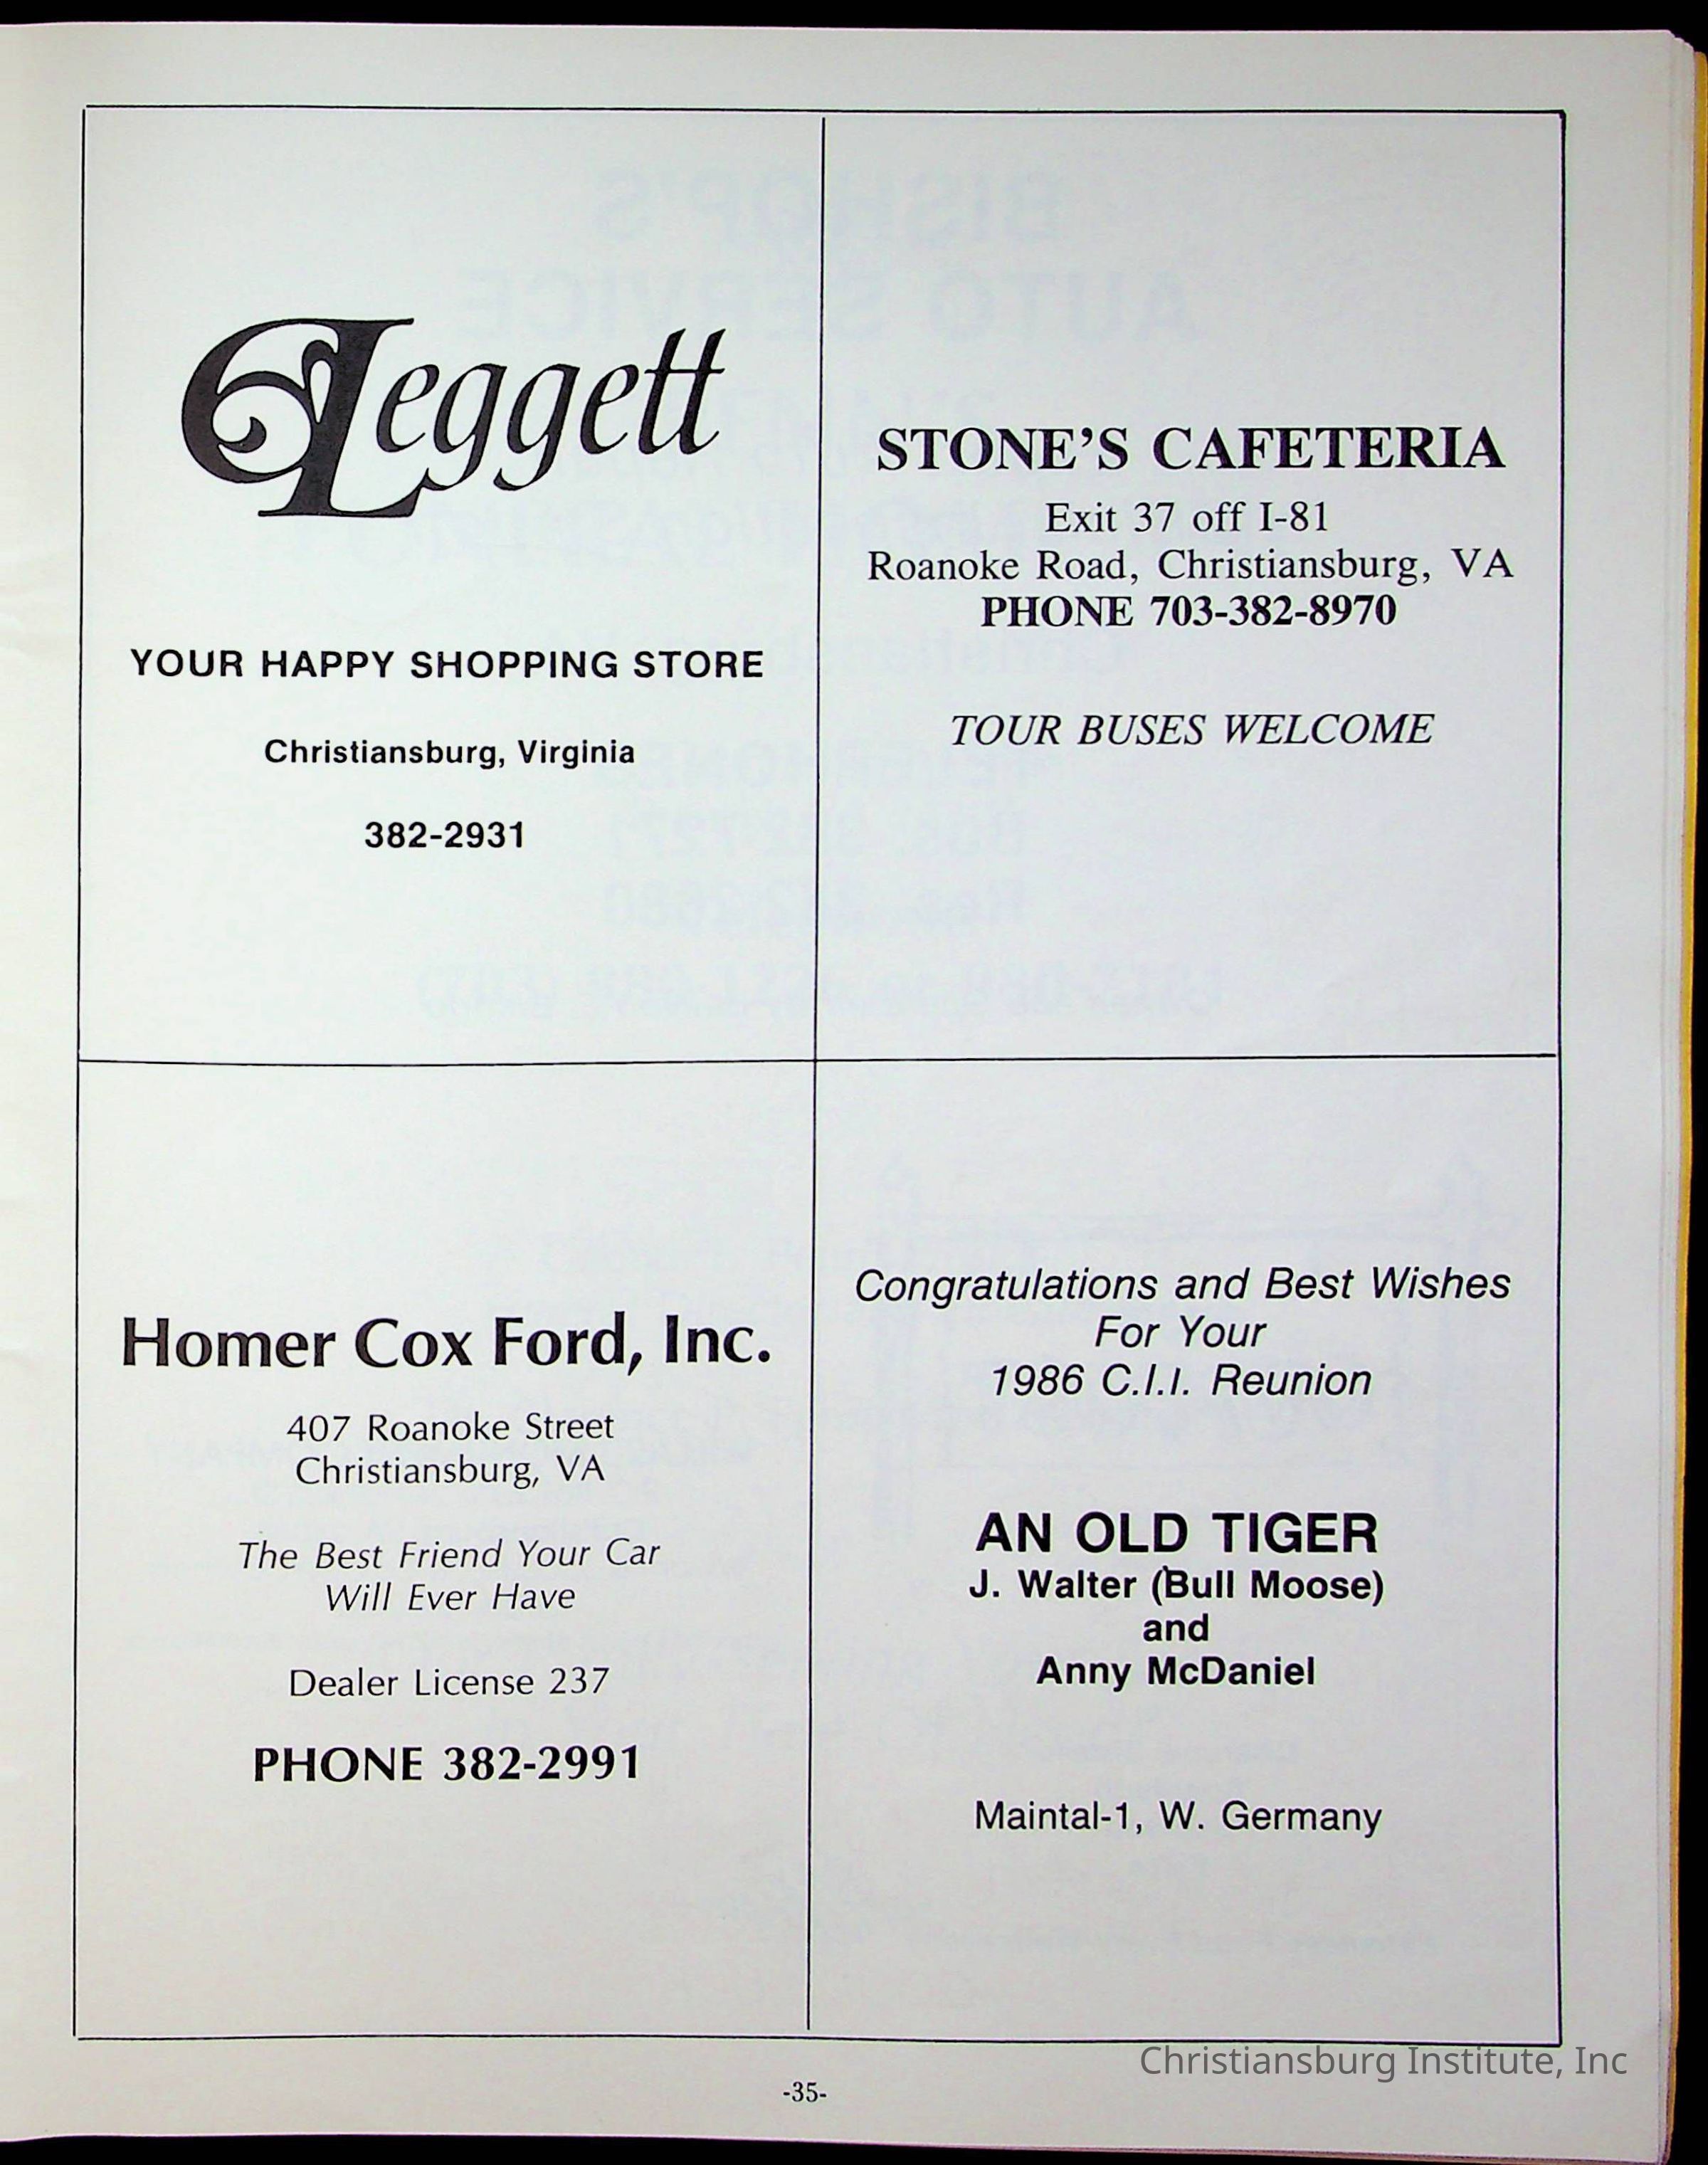 Leggett
YOUR HAPPY SHOPPING STORE
Christiansburg, Virginia
382-2931
STONE'S CAFETERIA
Exit 37 off I-81
Roanoke Road, Christiansburg, VA
PHONE 703-382-8970
TOUR BUSES WELCOME
Homer Cox Ford, Inc.
407 Roanoke Street
Christiansburg, VA
The Best Friend Your Car
Will Ever Have
Dealer License 237
PHONE 382-2991
Congratulations and Best Wishes
For Your
1986 C.I.I. Reunion
AN OLD TIGER
J. Walter (Bull Moose)
and
Anny McDaniel
Maintal-1, W. Germany
Christiansburg Institute, Inc
-35-